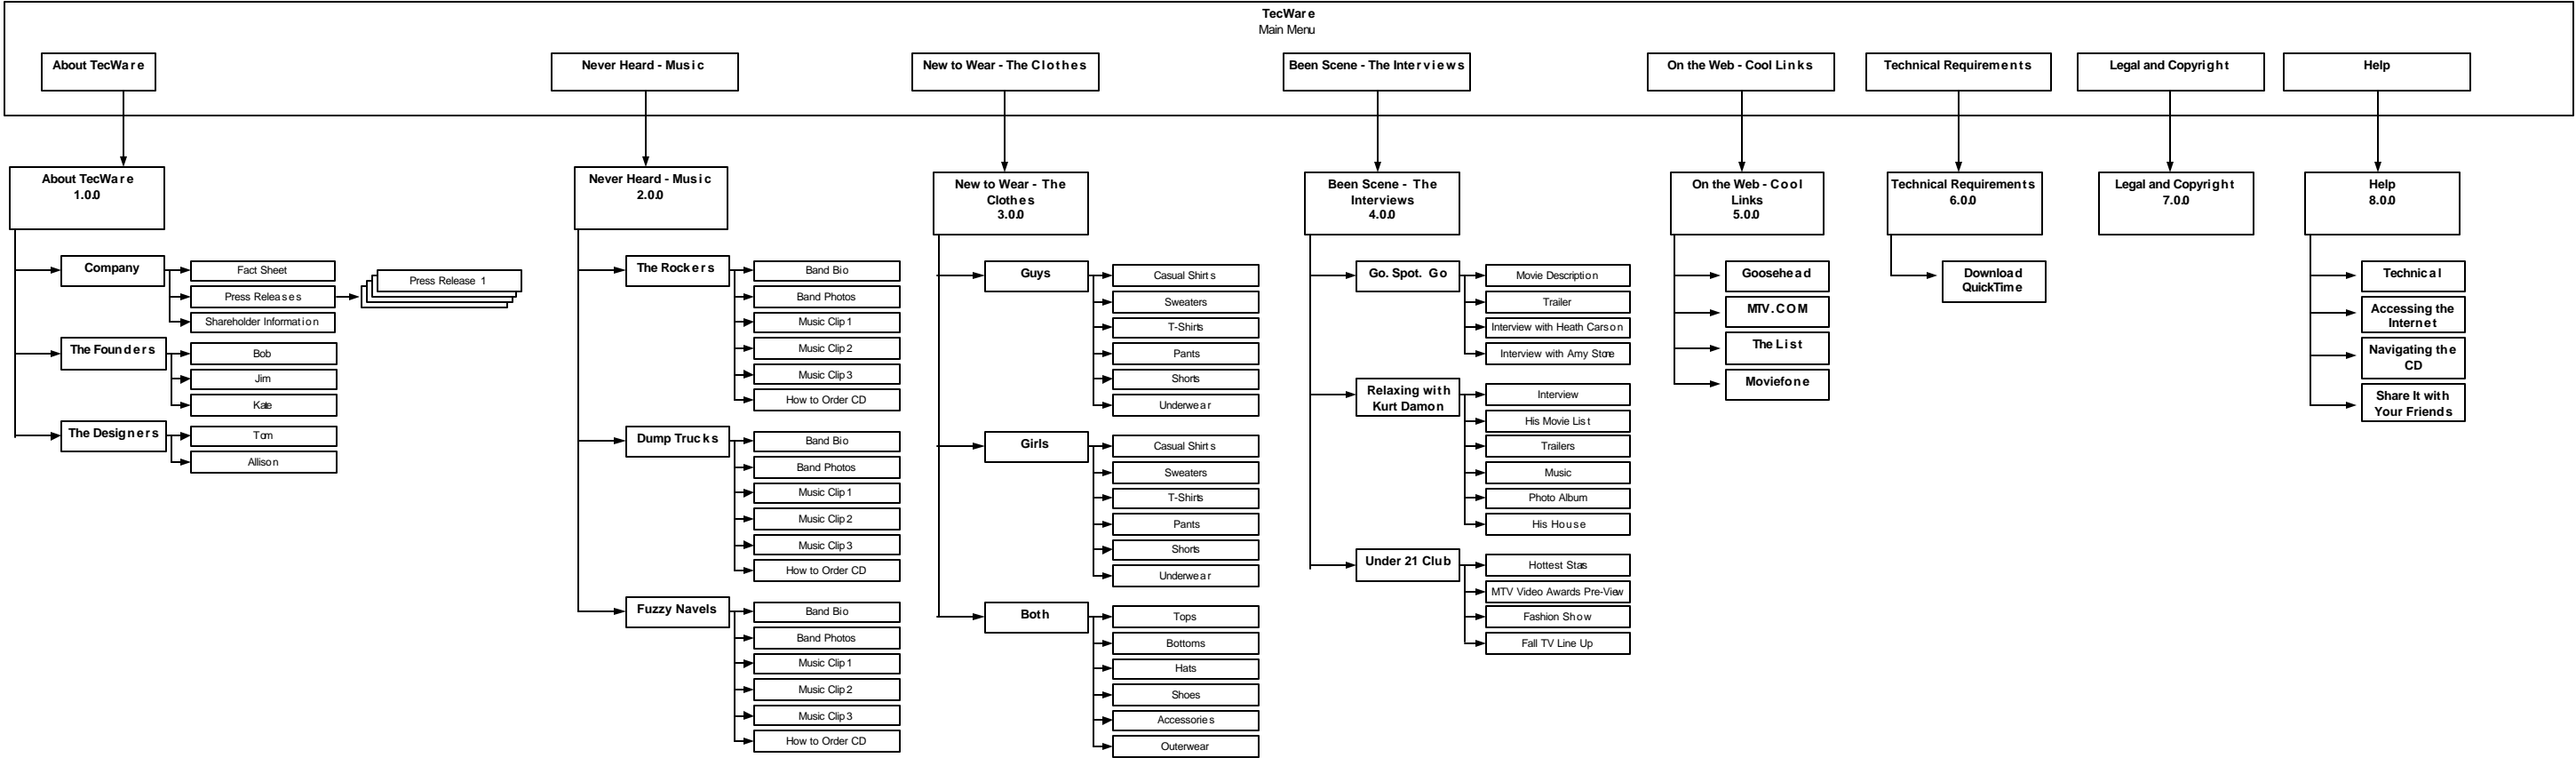 TecWare
Main Menu
About TecWare
Never Heard - Music
New to Wear - The Clothes
Been Scene - The Interviews
On the Web - Cool Links
Technical Requirements
Legal and Copyright
Help
About TecWare
1.0.0
Company
Fact Sheet
Press Releases
Press Release 1
Shareholder Information
The Founders
Bob
Jim
Kate
The Designers
Tom
Allison
Never Heard - Music
2.0.0
The Rockers
Band Bio
Band Photos
Music Clip 1
Music Clip 2
Music Clip 3
How to Order CD
Dump Trucks
Band Bio
Band Photos
Music Clip 1
Music Clip 2
Music Clip 3
How to Order CD
Fuzzy Navels
Band Bio
Band Photos
Music Clip 1
Music Clip 2
Music Clip 3
How to Order CD
New to Wear - The
Clothes
3.0.0
Guys
Casual Shirts
Sweaters
T-Shirts
Pants
Shorts
Underwear
Girls
Casual Shirts
Sweaters
T-Shirts
Pants
Shorts
Underwear
Both
Tops
Bottoms
Hats
Shoes
Accessories
Outerwear
Been Scene - The
Interviews
4.0.0
Go. Spot. Go
Movie Description
Trailer
Interview with Heath Carson
Interview with Amy Stone
Relaxing with
Kurt Damon
Interview
His Movie List
Trailers
Music
Photo Album
His House
Under 21 Club
Hottest Stars
MTV Video Awards Pre-View
Fashion Show
Fall TV Line Up
On the Web - Cool
Links
5.0.0
Goosehead
MTV.COM
The List
Moviefone
Technical Requirements
6.0.0
Download
QuickTime
Legal and Copyright
7.0.0
Help
8.0.0
Technical
Accessing the
Internet
Navigating the
CD
Share It with
Your Friends